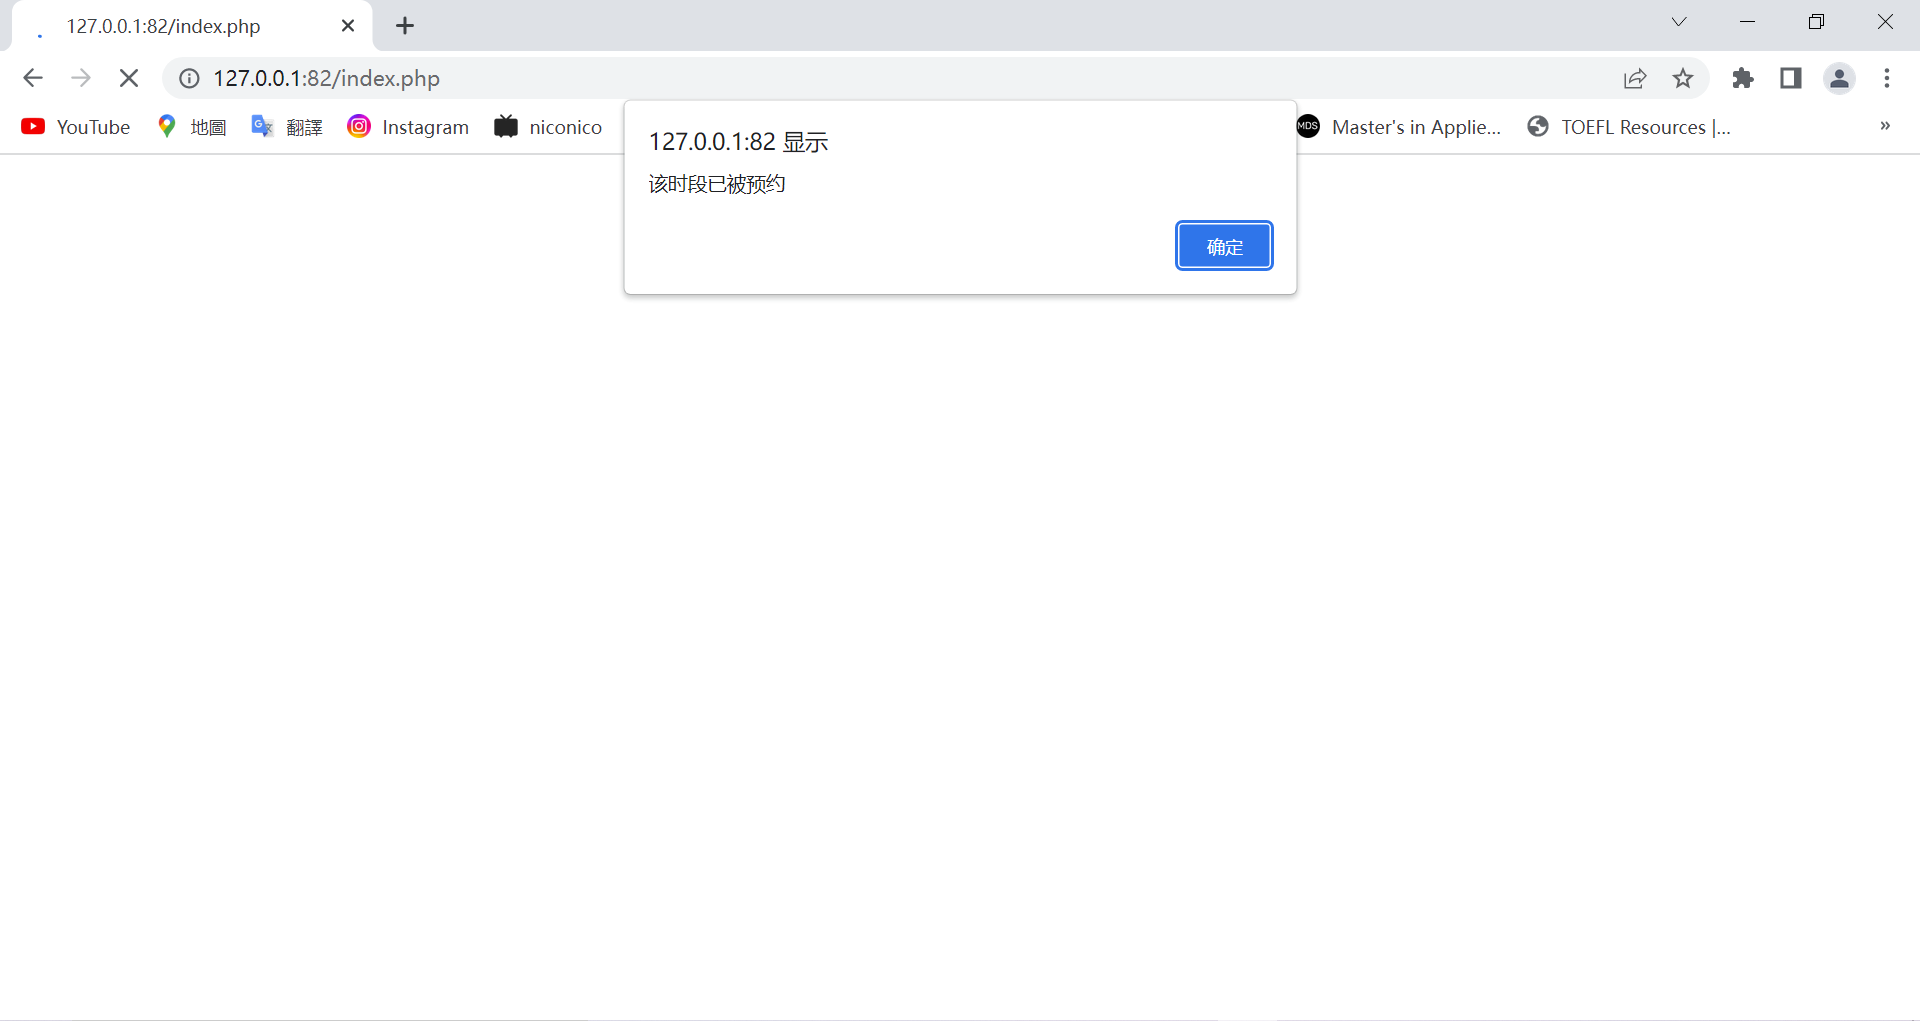 127.0.0.1:82/index.php
127.0.0.1:82/index.php
YouTube 地圖 翻譯 Instagram niconico MDS Master's in Applie... TOEFL Resources |... »
127.0.0.1:82 显示
该时段已被预约
确定